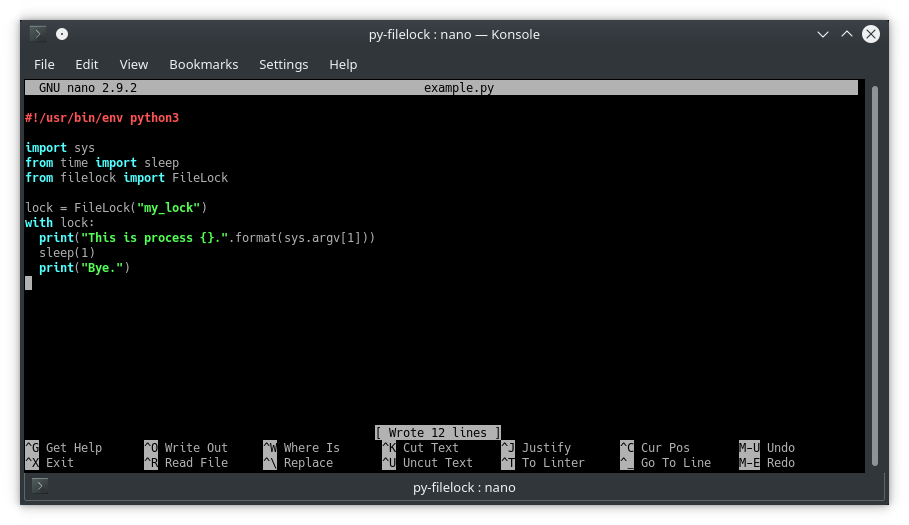 py-filelock : nano — Konsole
File Edit View Bookmarks Settings Help
GNU nano 2.9.2 example.py
#!/usr/bin/env python3
import sys
from time import sleep
from filelock import FileLock
lock = FileLock("my_lock")
with lock:
  print("This is process {}.".format(sys.argv[1]))
  sleep(1)
  print("Bye.")
[ Wrote 12 lines ]
^G Get Help ^O Write Out ^W Where Is ^K Cut Text ^J Justify ^C Cur Pos M-U Undo
^X Exit ^R Read File ^\ Replace ^U Uncut Text ^T To Linter ^_ Go To Line M-E Redo
py-filelock : nano